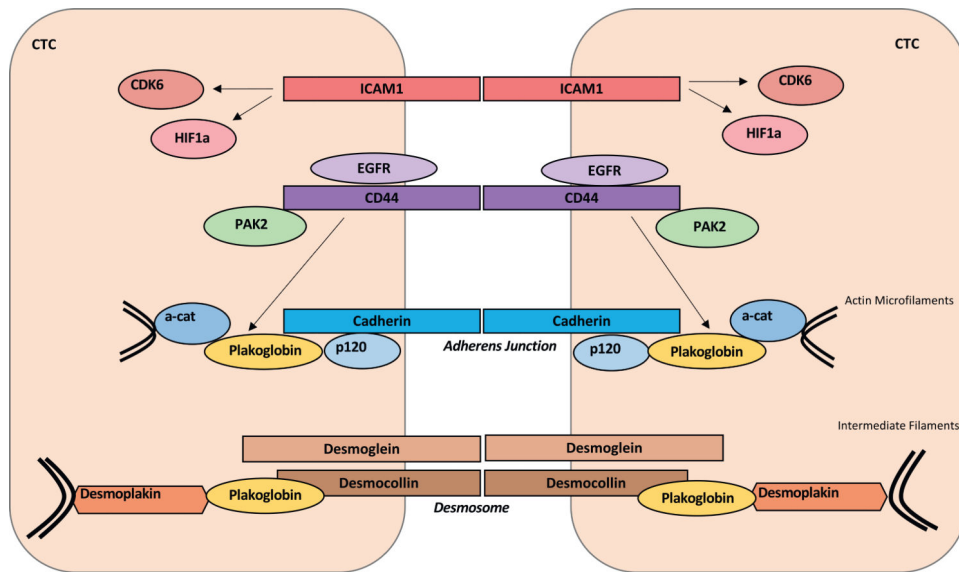 CTC
CTC
CDK6
ICAM1
ICAM1
CDK6
HIF1a
HIF1a
EGFR
EGFR
CD44
CD44
PAK2
PAK2
Actin Microfilaments
a-cat
a-cat
Cadherin
Cadherin
Plakoglobin
p120
Adherens Junction
p120
Plakoglobin
Intermediate Filaments
Desmoglein
Desmoglein
Desmoplakin
Plakoglobin
Desmocollin
Desmocollin
Plakoglobin
Desmoplakin
Desmosome